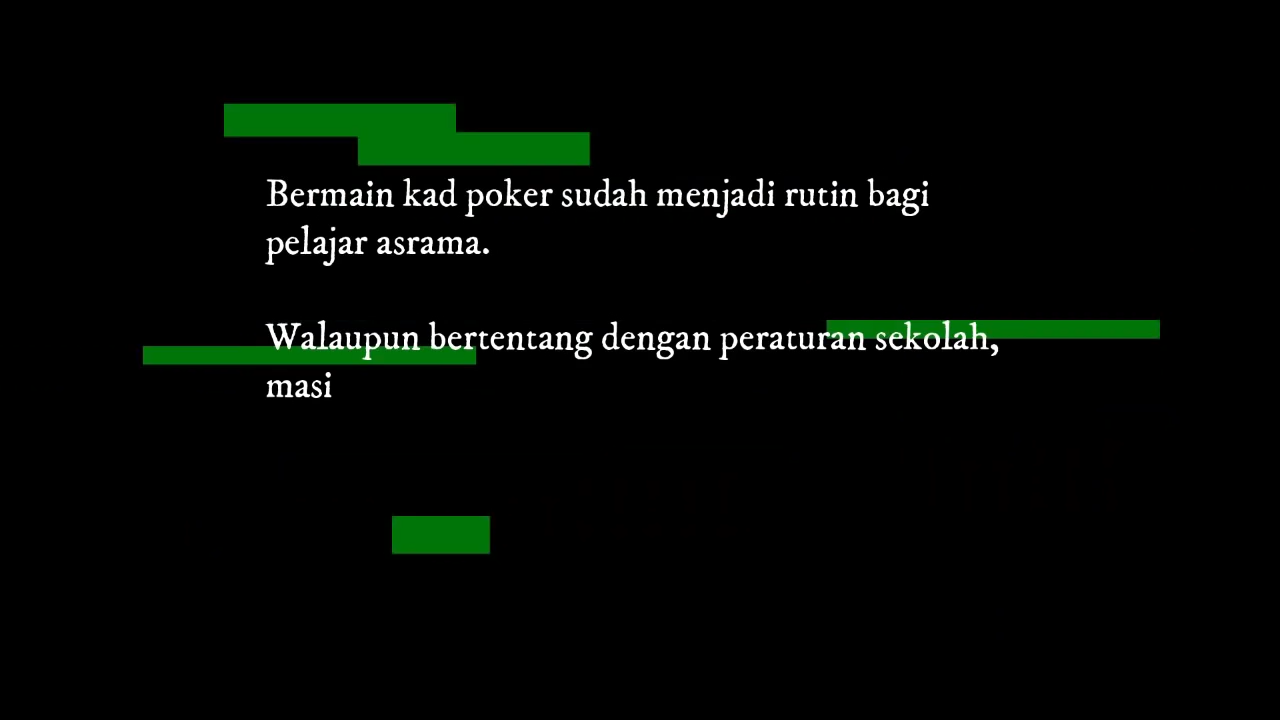 Bermain kad poker sudah menjadi rutin bagi
pelajar asrama.
Walaupun bertentang dengan peraturan sekolah,
masi